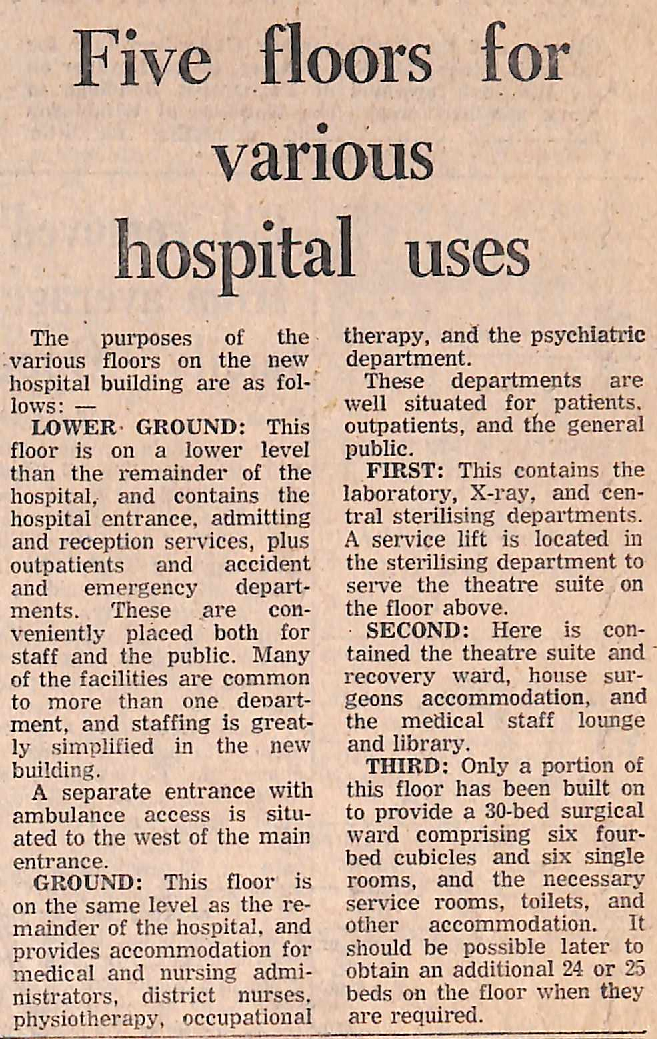 Five floors for
various
hospital uses
The purposes of the
various floors on the new
hospital building are as fol-
lows: —
LOWER GROUND: This
floor is on a lower level
than the remainder of the
hospital, and contains the
hospital entrance, admitting
and reception services, plus
outpatients and accident
and emergency depart-
ments. These are con-
veniently placed both for
staff and the public. Many
of the facilities are common
to more than one depart-
ment, and staffing is great-
ly simplified in the new
building.
A separate entrance with
ambulance access is situ-
ated to the west of the main
entrance.
GROUND: This floor is
on the same level as the re-
mainder of the hospital, and
provides accommodation for
medical and nursing admi-
nistrators, district nurses,
physiotherapy, occupational
therapy, and the psychiatric
department.
These departments are
well situated for patients,
outpatients, and the general
public.
FIRST: This contains the
laboratory, X-ray, and cen-
tral sterilising departments.
A service lift is located in
the sterilising department to
serve the theatre suite on
the floor above.
SECOND: Here is con-
tained the theatre suite and
recovery ward, house sur-
geons accommodation, and
the medical staff lounge
and library.
THIRD: Only a portion of
this floor has been built on
to provide a 30-bed surgical
ward comprising six four-
bed cubicles and six single
rooms, and the necessary
service rooms, toilets, and
other accommodation. It
should be possible later to
obtain an additional 24 or 25
beds on the floor when they
are required.